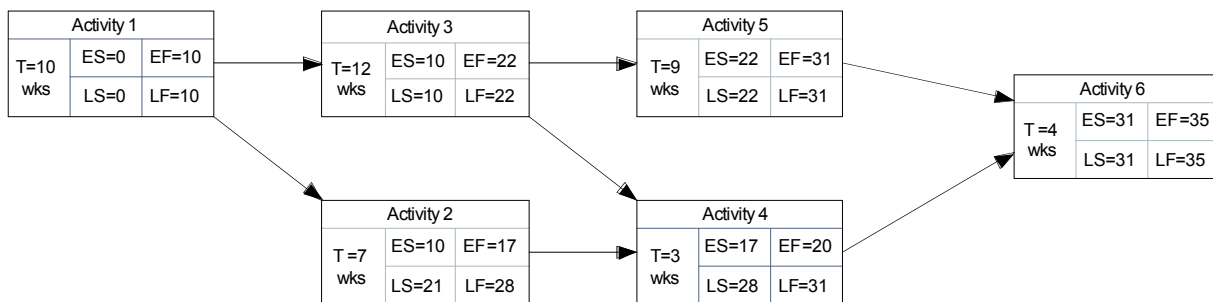 Activity 1
T=10 wks
ES=0 EF=10
LS=0 LF=10
Activity 3
T=12 wks
ES=10 EF=22
LS=10 LF=22
Activity 5
T=9 wks
ES=22 EF=31
LS=22 LF=31
Activity 6
T =4 wks
ES=31 EF=35
LS=31 LF=35
Activity 2
T =7 wks
ES=10 EF=17
LS=21 LF=28
Activity 4
T=3 wks
ES=17 EF=20
LS=28 LF=31